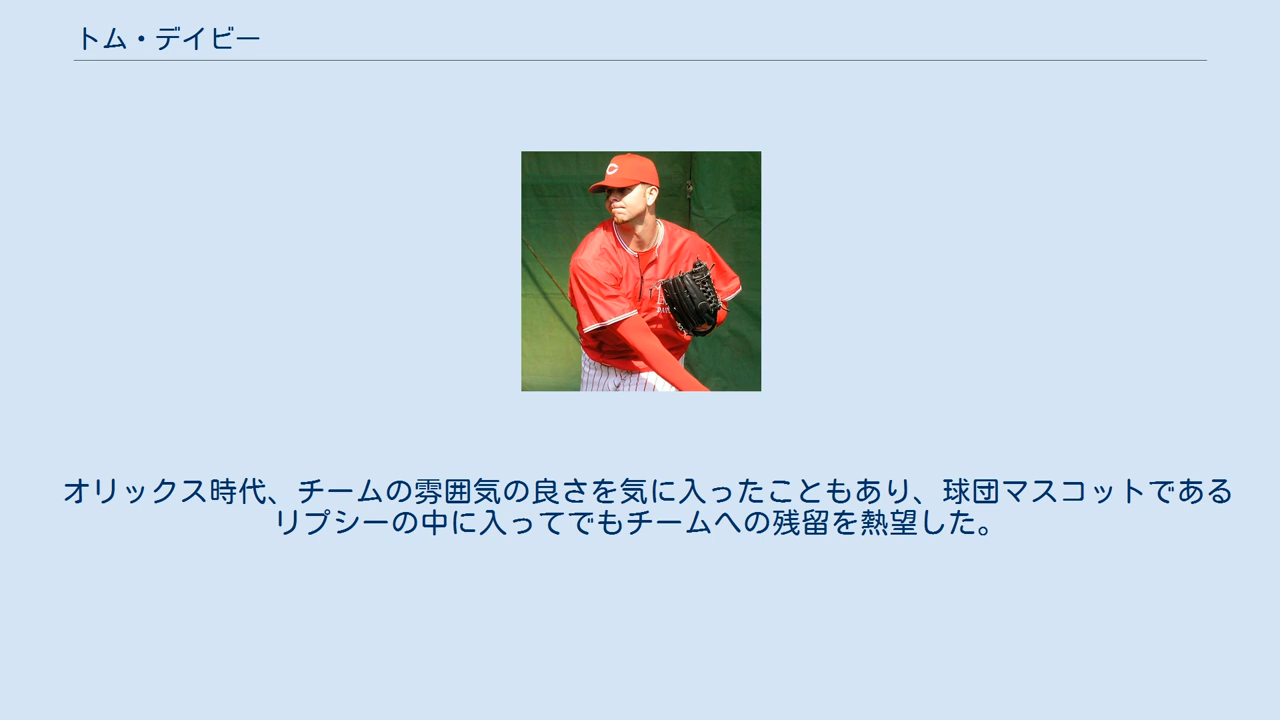 トム・デイビー
オリックス時代、チームの雰囲気の良さを気に入ったこともあり、球団マスコットである
リプシーの中に入ってでもチームへの残留を熱望した。